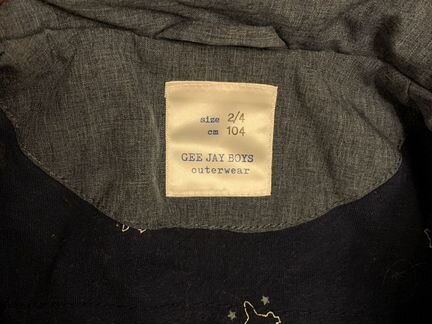 size 2/4
cm 104
GEE JAY BOYS
outerwear